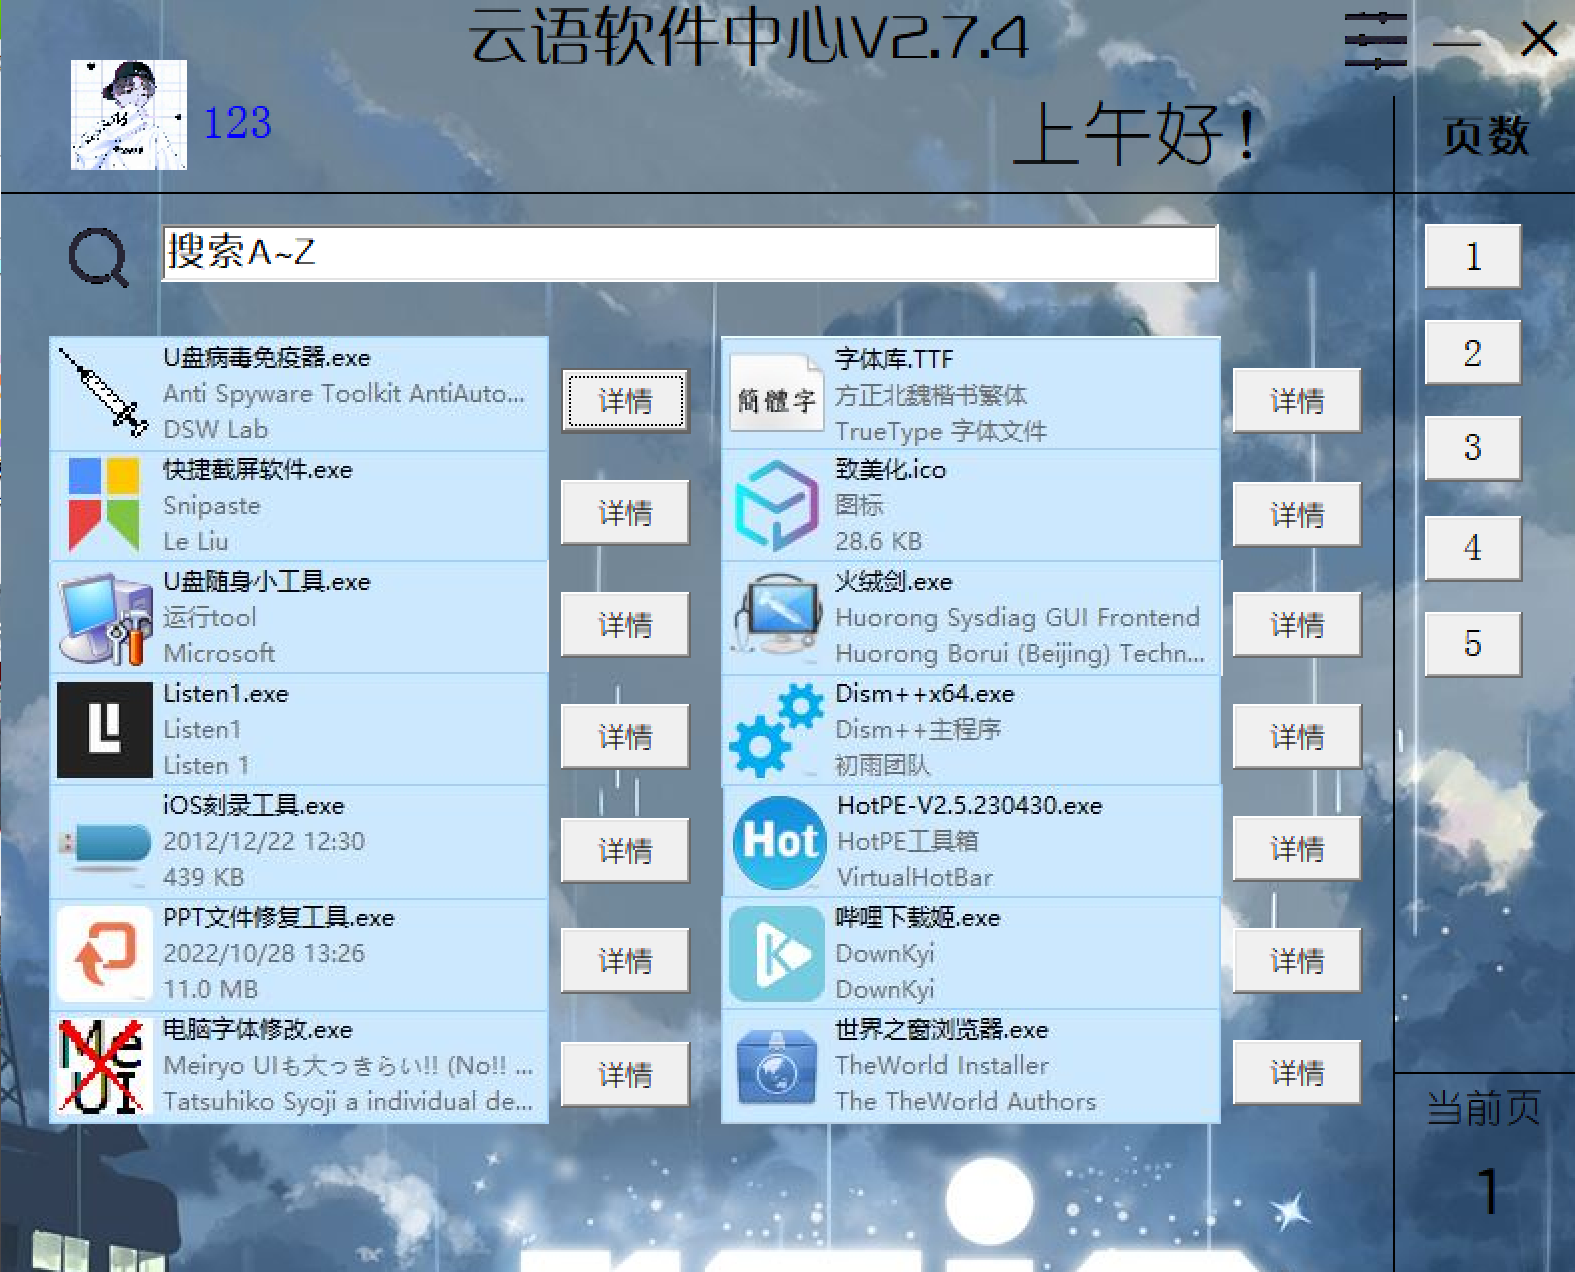 云语软件中心V2.7.4
123
上午好！
页数
搜索A~Z
U盘病毒免疫器.exe
Anti Spyware Toolkit AntiAuto...
DSW Lab
详情
字体库.TTF
方正北魏楷书繁体
TrueType 字体文件
簡體字
详情
快捷截屏软件.exe
Snipaste
Le Liu
详情
致美化.ico
图标
28.6 KB
详情
U盘随身小工具.exe
运行tool
Microsoft
详情
火绒剑.exe
Huorong Sysdiag GUI Frontend
Huorong Borui (Beijing) Techn...
详情
Listen1.exe
Listen1
Listen 1
详情
Dism++x64.exe
Dism++主程序
初雨团队
详情
iOS刻录工具.exe
2012/12/22 12:30
439 KB
详情
Hot
HotPE-V2.5.230430.exe
HotPE工具箱
VirtualHotBar
详情
PPT文件修复工具.exe
2022/10/28 13:26
11.0 MB
详情
哔哩下载姬.exe
DownKyi
DownKyi
详情
Me
UI
电脑字体修改.exe
Meiryo UIも大っきらい!! (No!! ...
Tatsuhiko Syoji a individual de...
详情
世界之窗浏览器.exe
TheWorld Installer
The TheWorld Authors
详情
1
2
3
4
5
当前页
1